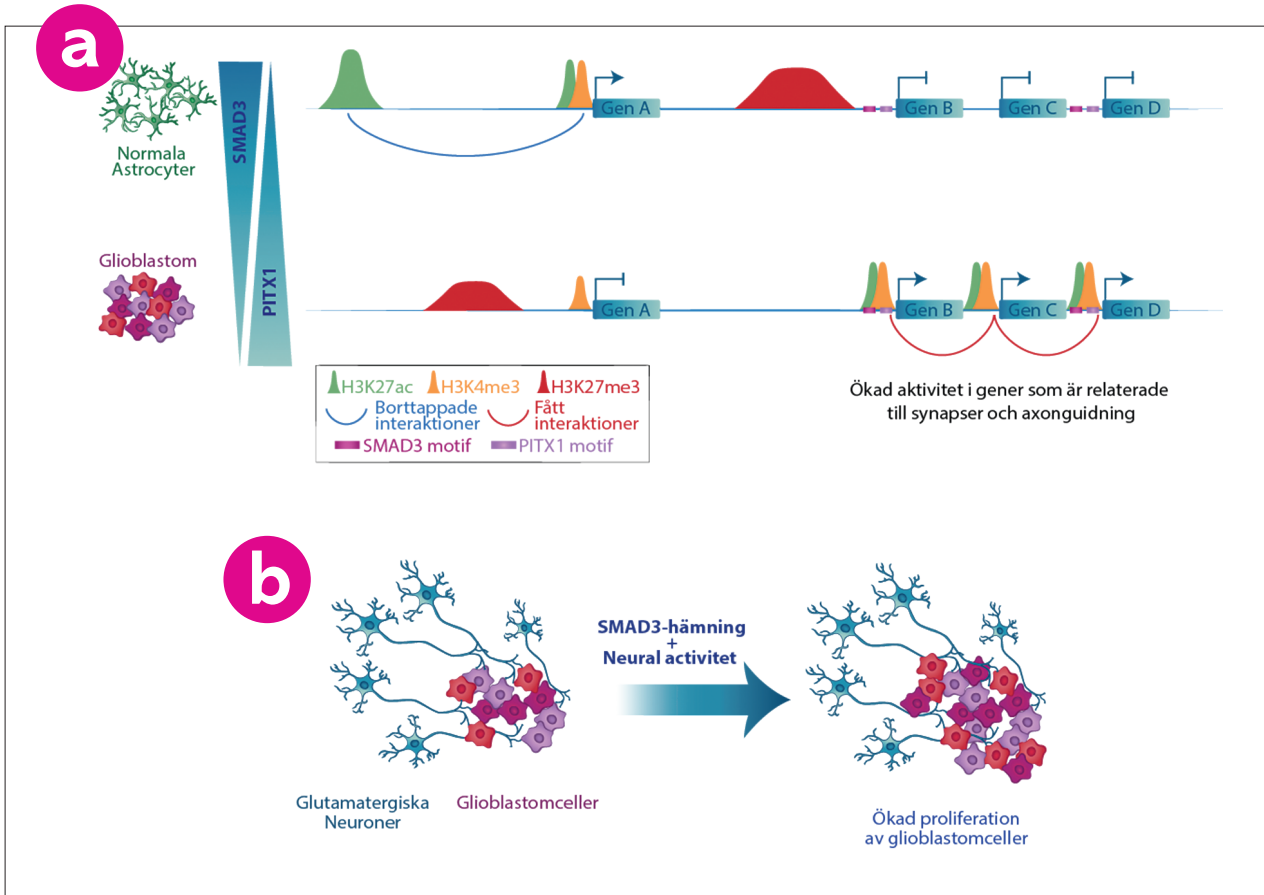 a
Normala
Astrocyter
SMAD3
PITX1
Gen A
Gen B
Gen C
Gen D
Glioblastom
Gen A
Gen B
Gen C
Gen D
H3K27ac
H3K4me3
H3K27me3
Borttappade
interaktioner
Fått
interaktioner
SMAD3 motif
PITX1 motif
Ökad aktivitet i gener som är relaterade
till synapser och axonguidning
b
SMAD3-hämning
+
Neural activitet
Glutamatergiska
Neuroner
Glioblastomceller
Ökad proliferation
av glioblastomceller